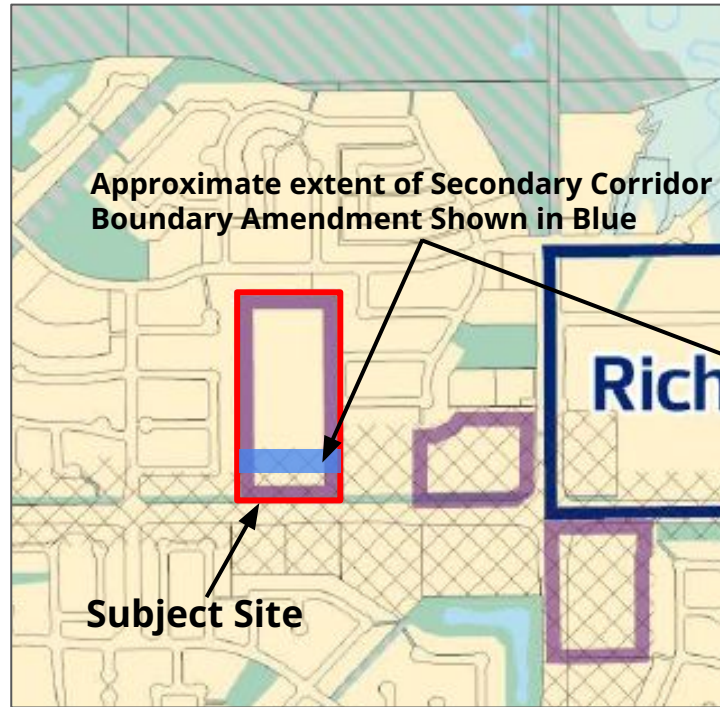 Approximate extent of Secondary Corridor
Boundary Amendment Shown in Blue
Rich
Subject Site